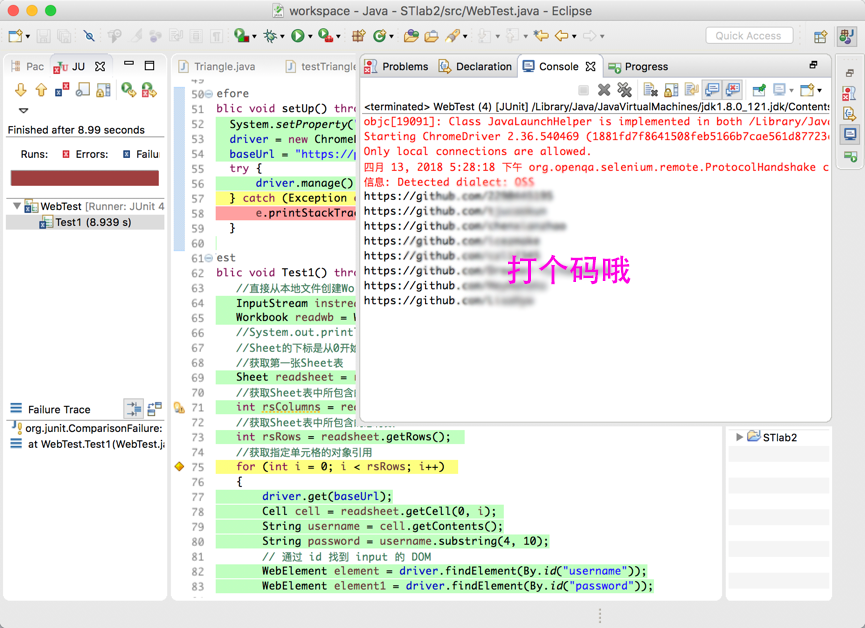 workspace - Java - STlab2/src/WebTest.java - Eclipse
Quick Access
Pac
JU
Finished after 8.99 seconds
Runs:
Errors:
Failu
WebTest [Runner: JUnit 4
Test1 (8.939 s)
Failure Trace
org.junit.ComparisonFailure:
at WebTest.Test1(WebTest.j
Triangle.java
testTriangle
49
50 efore
51 blic void setUp() thro
52 System.setProperty(
53 driver = new Chrome
54 baseUrl = "https://
55 try {
56 driver.manage()
57 } catch (Exception
58 e.printStackTra
59 }
60
61 est
62 blic void Test1() thro
63 //直接从本地文件创建Wo
64 InputStream instre
65 Workbook readwb =
66 //System.out.print
67 //Sheet的下标是从0开始
68 //获取第一张Sheet表
69 Sheet readsheet =
70 //获取Sheet表中所包含
71 int rsColumns = re
72 //获取Sheet表中所包含
73 int rsRows = readsheet.getRows();
74 //获取指定单元格的对象引用
75 for (int i = 0; i < rsRows; i++)
76 {
77 driver.get(baseUrl);
78 Cell cell = readsheet.getCell(0, i);
79 String username = cell.getContents();
80 String password = username.substring(4, 10);
81 // 通过 id 找到 input 的 DOM
82 WebElement element = driver.findElement(By.id("username"));
83 WebElement element1 = driver.findElement(By.id("password"));
Problems
Declaration
Console
Progress
<terminated> WebTest (4) [JUnit] /Library/Java/JavaVirtualMachines/jdk1.8.0_121.jdk/Contents
objc[19091]: Class JavaLaunchHelper is implemented in both /Library/Java
Starting ChromeDriver 2.36.540469 (1881fd7f8641508feb5166b7cae561d87723
Only local connections are allowed.
四月 13, 2018 5:28:18 下午 org.openqa.selenium.remote.ProtocolHandshake c
信息: Detected dialect: OSS
https://github.com/
https://github.com/
https://github.com/
https://github.com/
https://github.com/
https://github.com/
https://github.com/
https://github.com/
打个码哦
STlab2